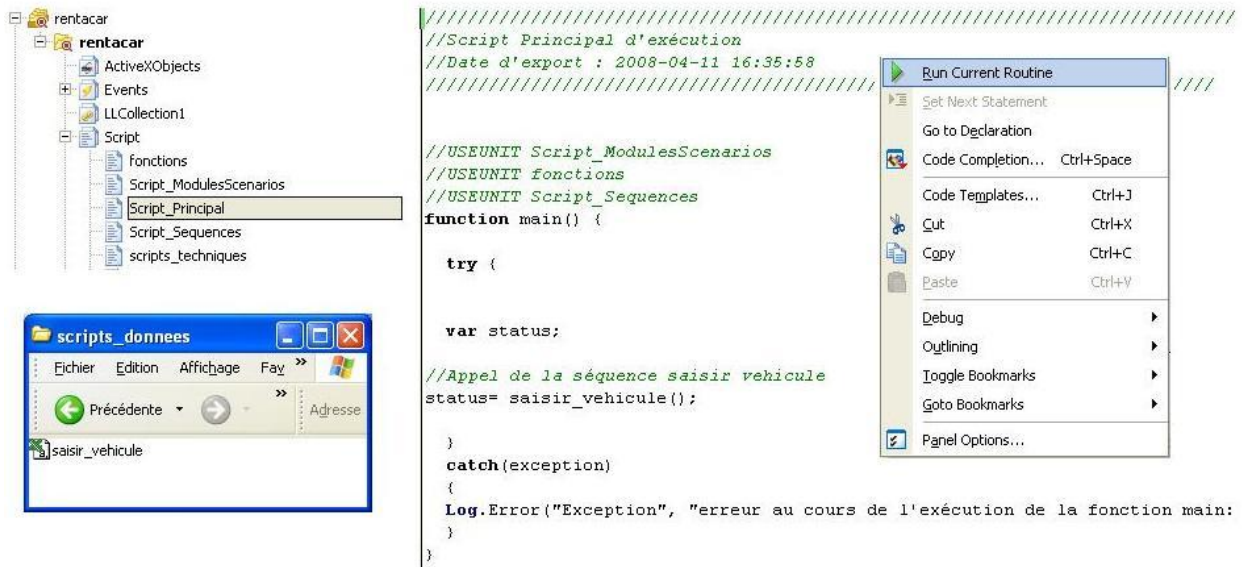 rentacar
rentacar
ActiveXObjects
Events
LLCollection1
Script
fonctions
Script_ModulesScenarios
Script_Principal
Script_Sequences
scripts_techniques
scripts_donnees
Fichier Edition Affichage Fav »
Précédente » Adresse
saisir_vehicule
////////////////////////////////////////////////////////////////////////////////
//Script Principal d'exécution
//Date d'export : 2008-04-11 16:35:58
//////////////////////////////////////////// ////
//USEUNIT Script_ModulesScenarios
//USEUNIT fonctions
//USEUNIT Script_Sequences
function main() {
try {
var status;
//Appel de la séquence saisir vehicule
status= saisir_vehicule();
}
catch(exception)
{
Log.Error("Exception", "erreur au cours de l'exécution de la fonction main:
}
}
Run Current Routine
Set Next Statement
Go to Declaration
Code Completion... Ctrl+Space
Code Templates... Ctrl+J
Cut Ctrl+X
Copy Ctrl+C
Paste Ctrl+V
Debug
Outlining
Toggle Bookmarks
Goto Bookmarks
Panel Options...